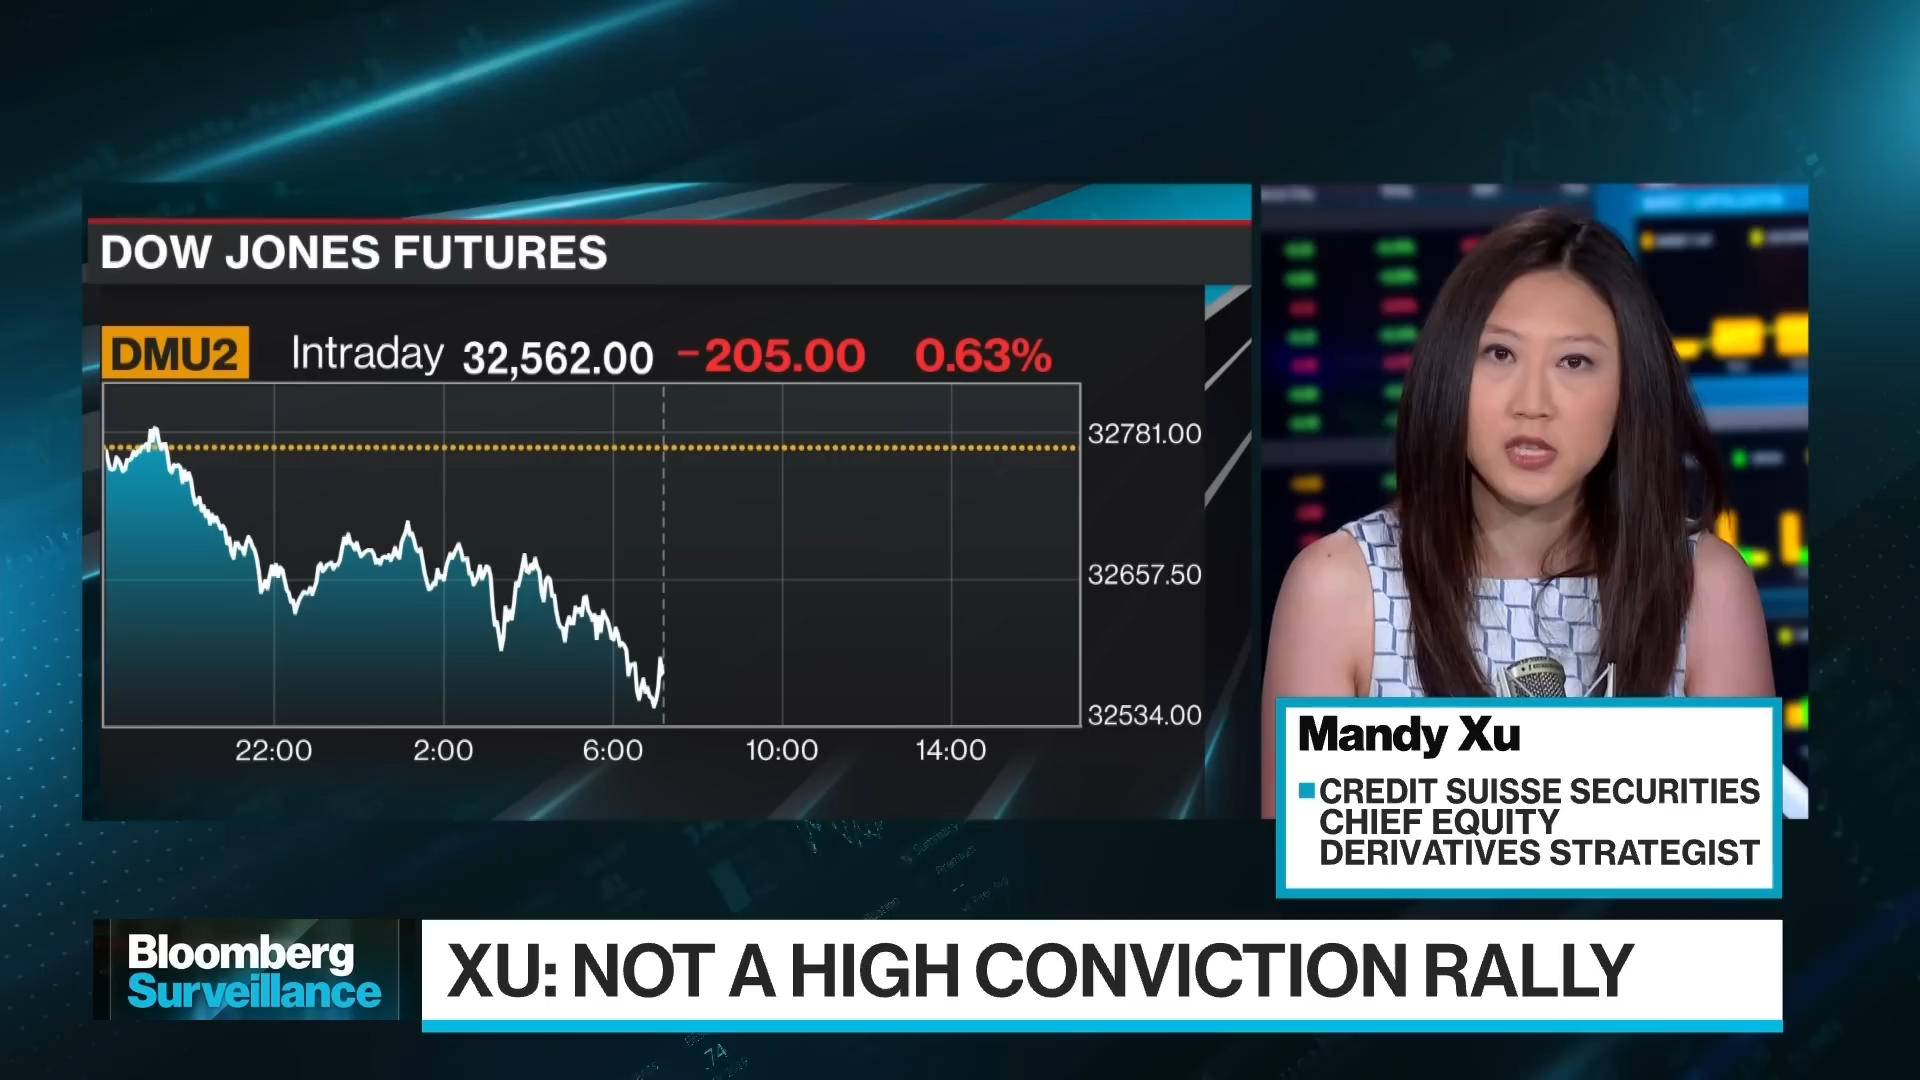 DOW JONES FUTURES
DMU2 Intraday 32,562.00 -205.00 0.63%
32781.00
32657.50
32534.00
22:00 2:00 6:00 10:00 14:00
Mandy Xu
CREDIT SUISSE SECURITIES
CHIEF EQUITY
DERIVATIVES STRATEGIST
Bloomberg
Surveillance
XU: NOT A HIGH CONVICTION RALLY
74